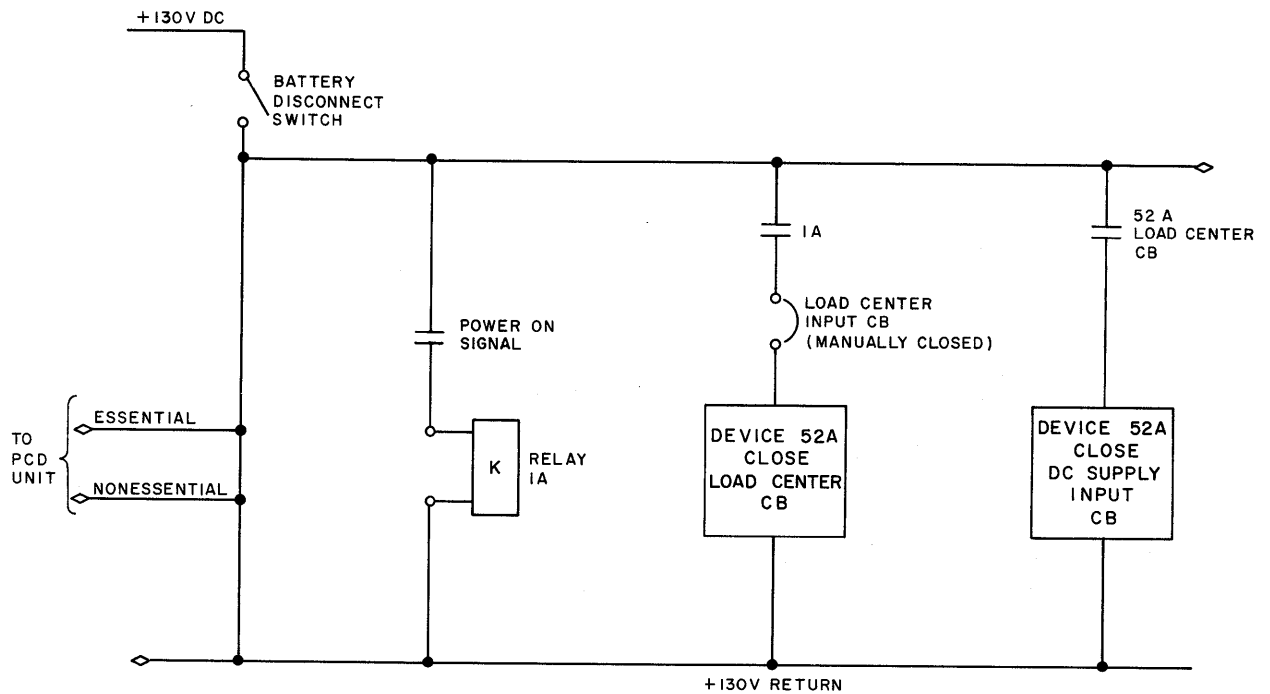 +130V DC
BATTERY
DISCONNECT
SWITCH
1A
52 A
LOAD CENTER
CB
POWER ON
SIGNAL
LOAD CENTER
INPUT CB
(MANUALLY CLOSED)
TO
PCD
UNIT
ESSENTIAL
NONESSENTIAL
K
RELAY
1A
DEVICE 52A
CLOSE
LOAD CENTER
CB
DEVICE 52A
CLOSE
DC SUPPLY
INPUT
CB
+130V RETURN